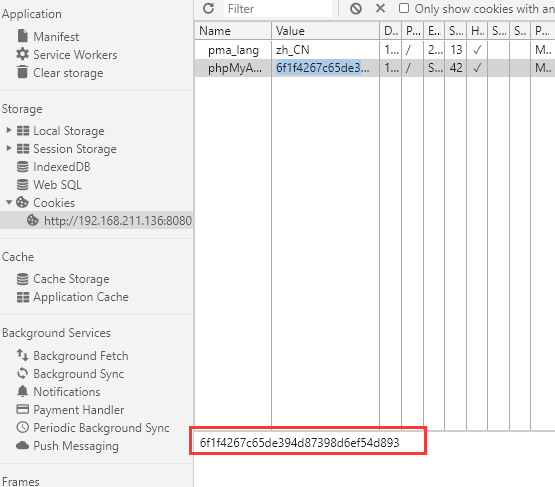 Application
Manifest
Service Workers
Clear storage
Storage
Local Storage
Session Storage
IndexedDB
Web SQL
Cookies
http://192.168.211.136:8080
Cache
Cache Storage
Application Cache
Background Services
Background Fetch
Background Sync
Notifications
Payment Handler
Periodic Background Sync
Push Messaging
Frames
Filter
Only show cookies with an
Name Value D... P... E... S... H... S... S... P...
pma_lang zh_CN 1... / 2... 13 ✓ M...
phpMyA... 6f1f4267c65de3... 1... / S... 42 ✓ M...
6f1f4267c65de394d87398d6ef54d893